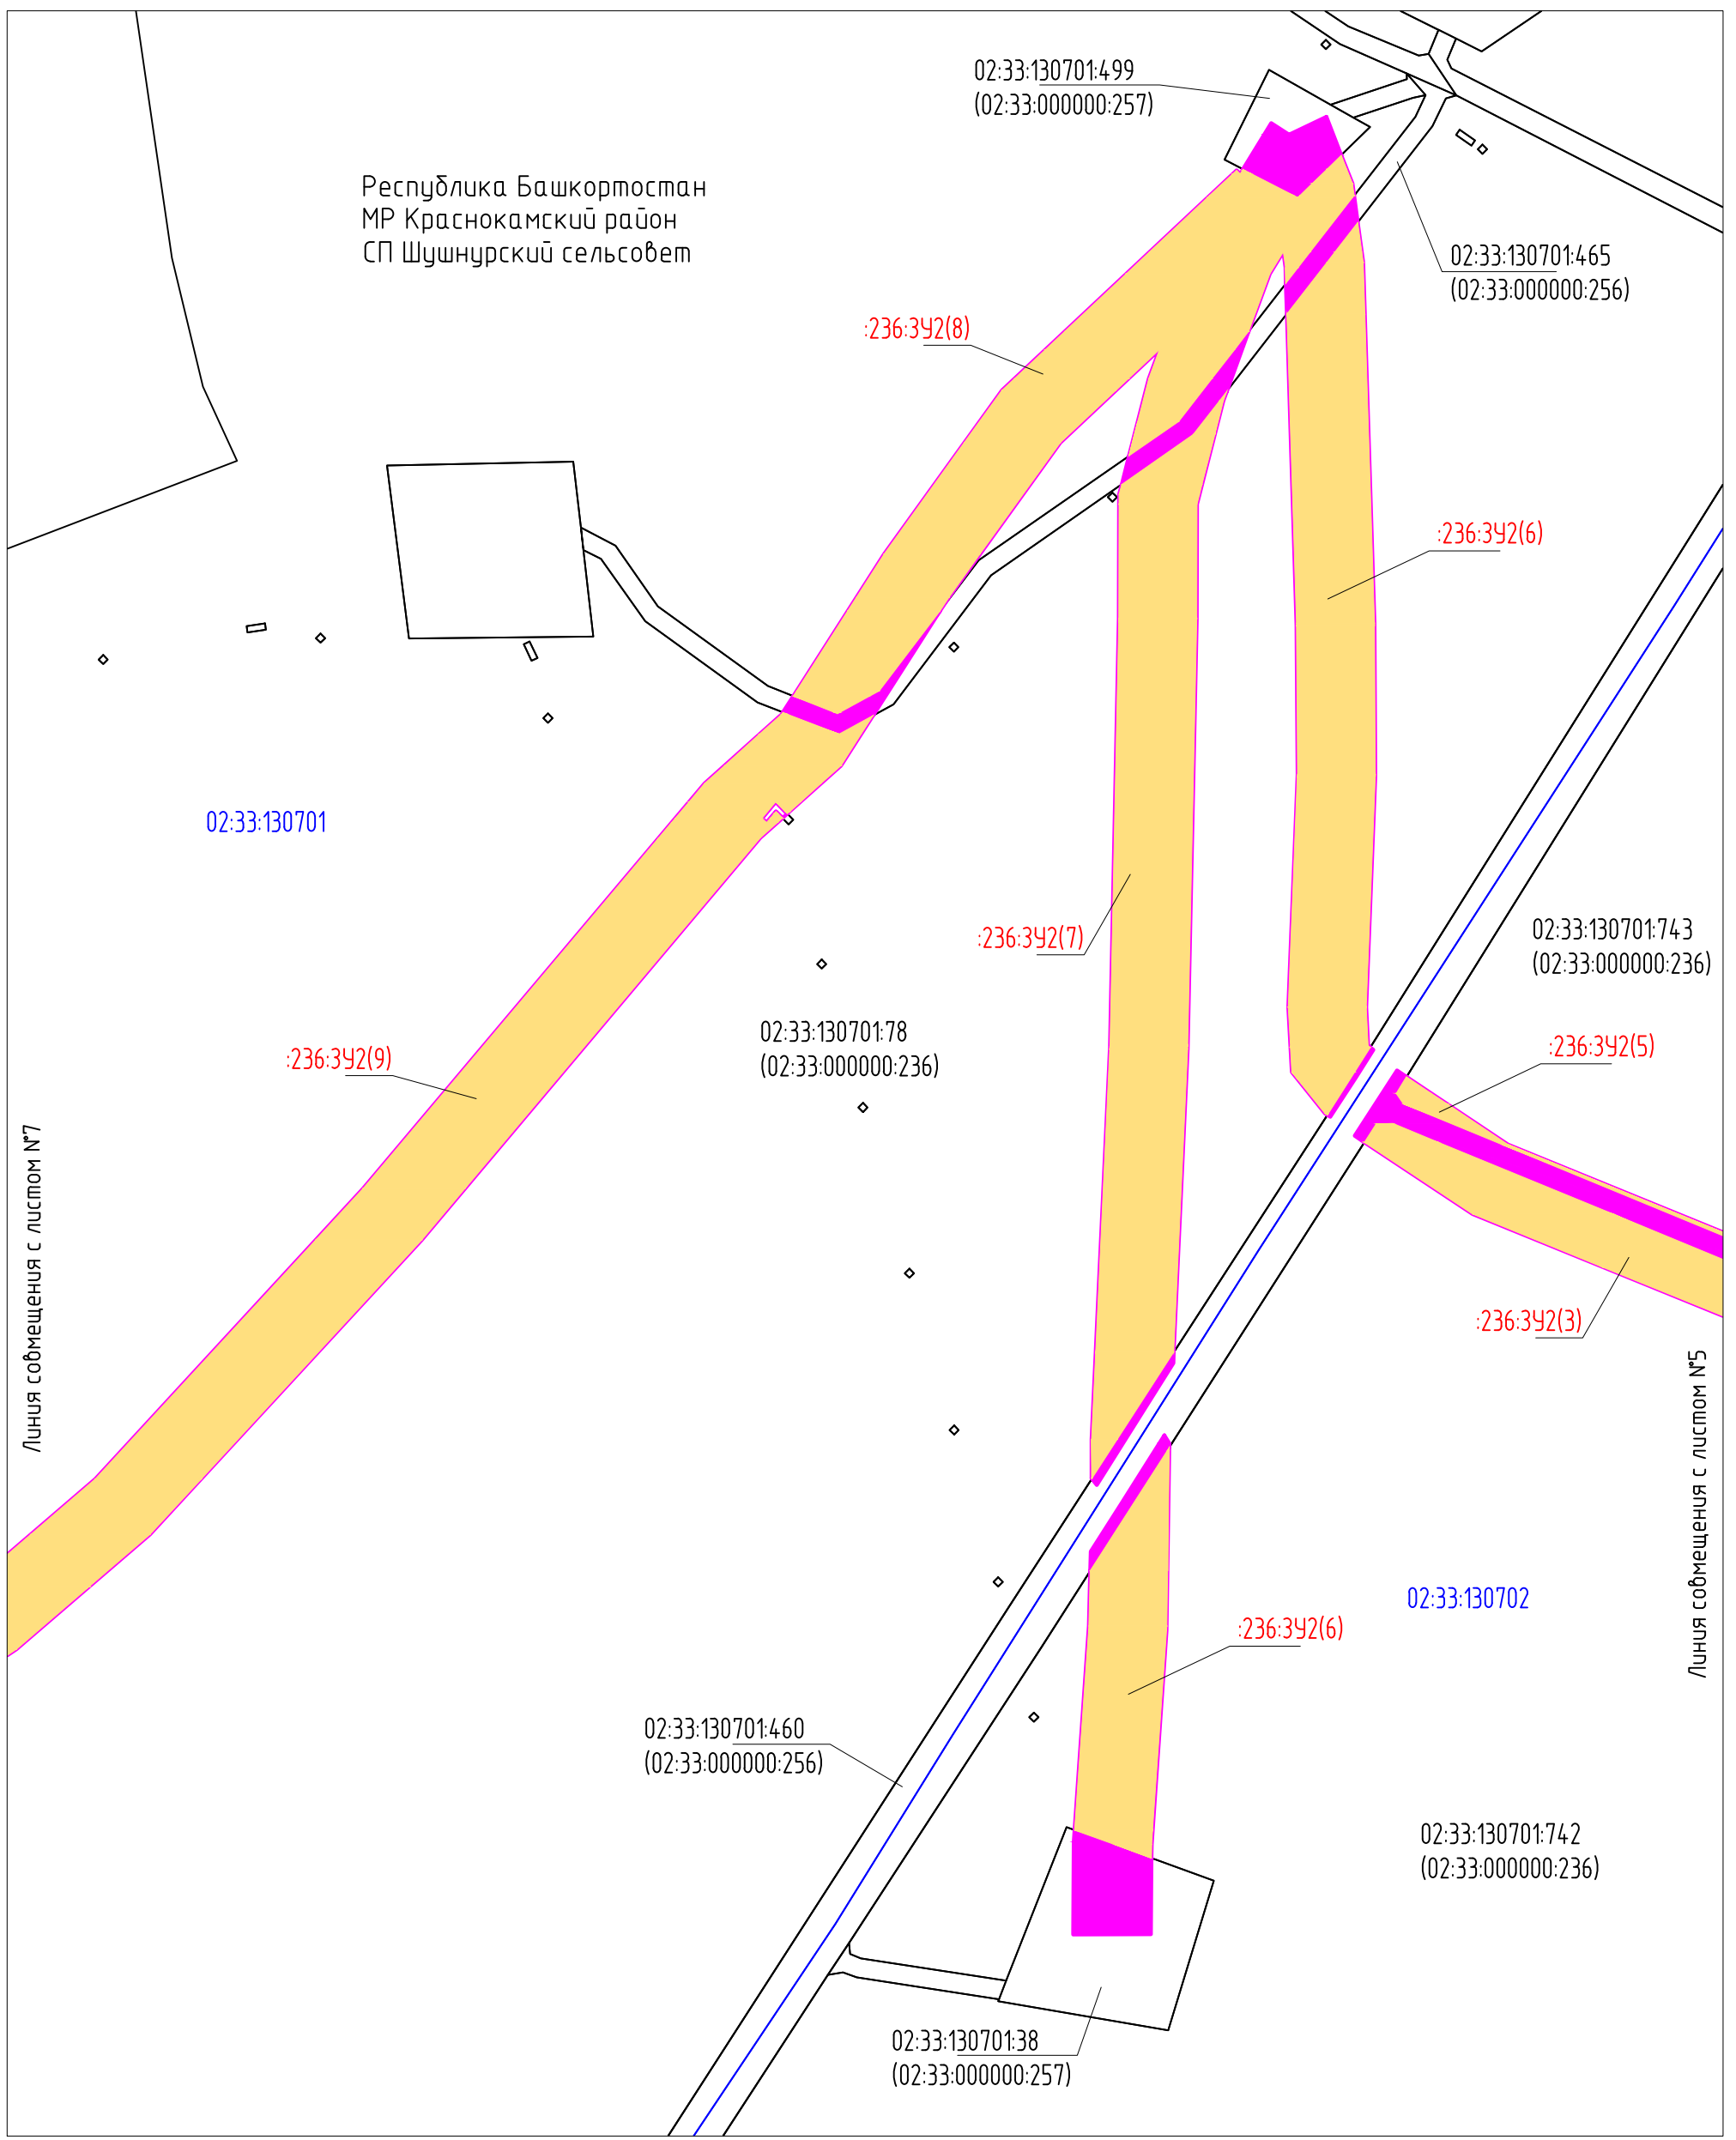 02:33:130701:499
(02:33:000000:257)
Республика Башкортостан
МР Краснокамский район
СП Шушнурский сельсовет
02:33:130701:465
(02:33:000000:256)
:236:ЗУ2(8)
:236:ЗУ2(6)
02:33:130701
02:33:130701:743
(02:33:000000:236)
:236:ЗУ2(7)
02:33:130701:78
(02:33:000000:236)
:236:ЗУ2(9)
:236:ЗУ2(5)
Линия совмещения с листом №7
:236:ЗУ2(3)
Линия совмещения с листом №5
02:33:130702
:236:ЗУ2(6)
02:33:130701:460
(02:33:000000:256)
02:33:130701:742
(02:33:000000:236)
02:33:130701:38
(02:33:000000:257)